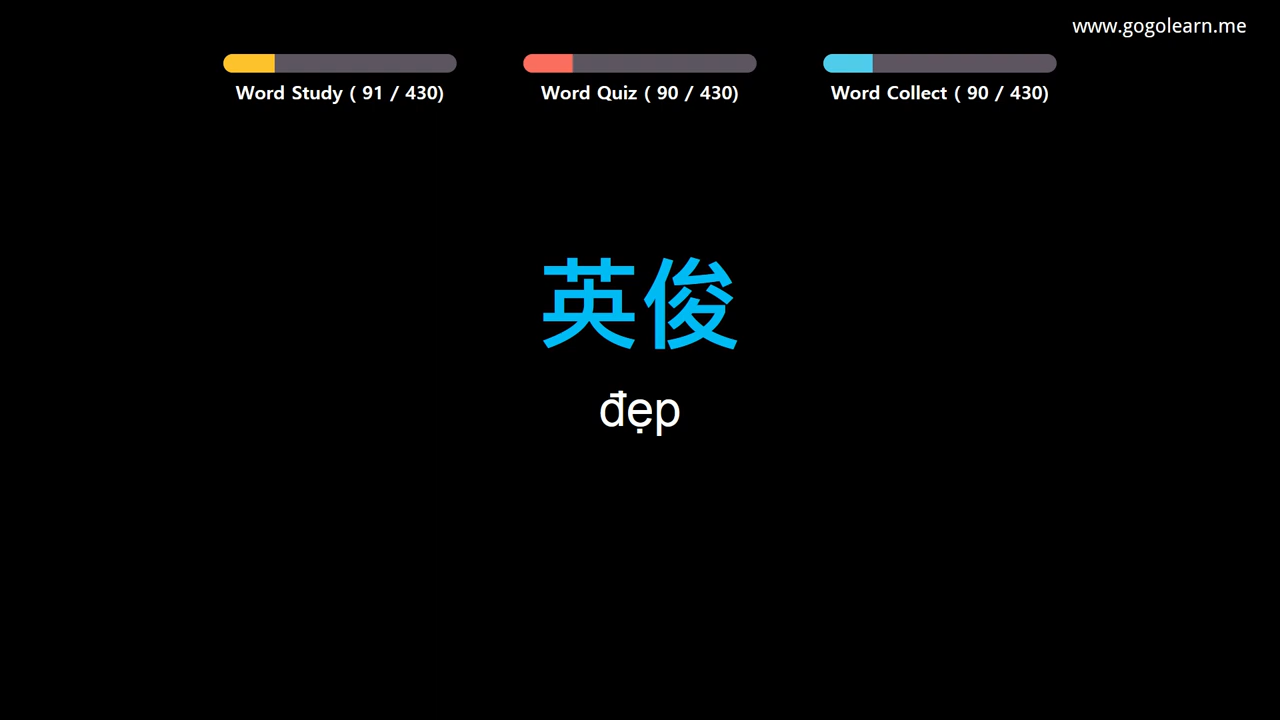 www.gogolearn.me
Word Study ( 91 / 430)
Word Quiz ( 90 / 430)
Word Collect ( 90 / 430)
英俊
đẹp